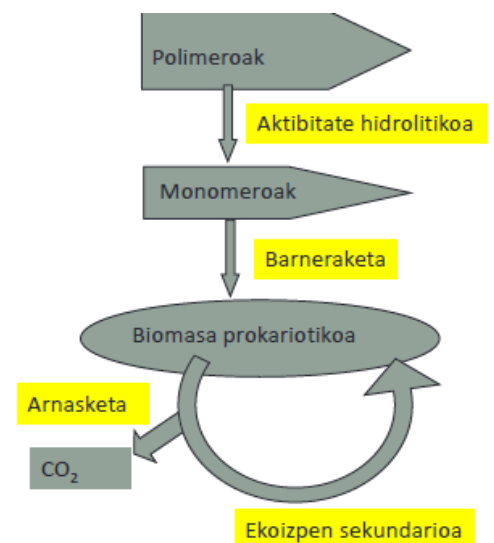 Polimeroak
Aktibitate hidrolitikoa
Monomeroak
Barneraketa
Biomasa prokariotikoa
Arnasketa
CO₂
Ekoizpen sekundarioa